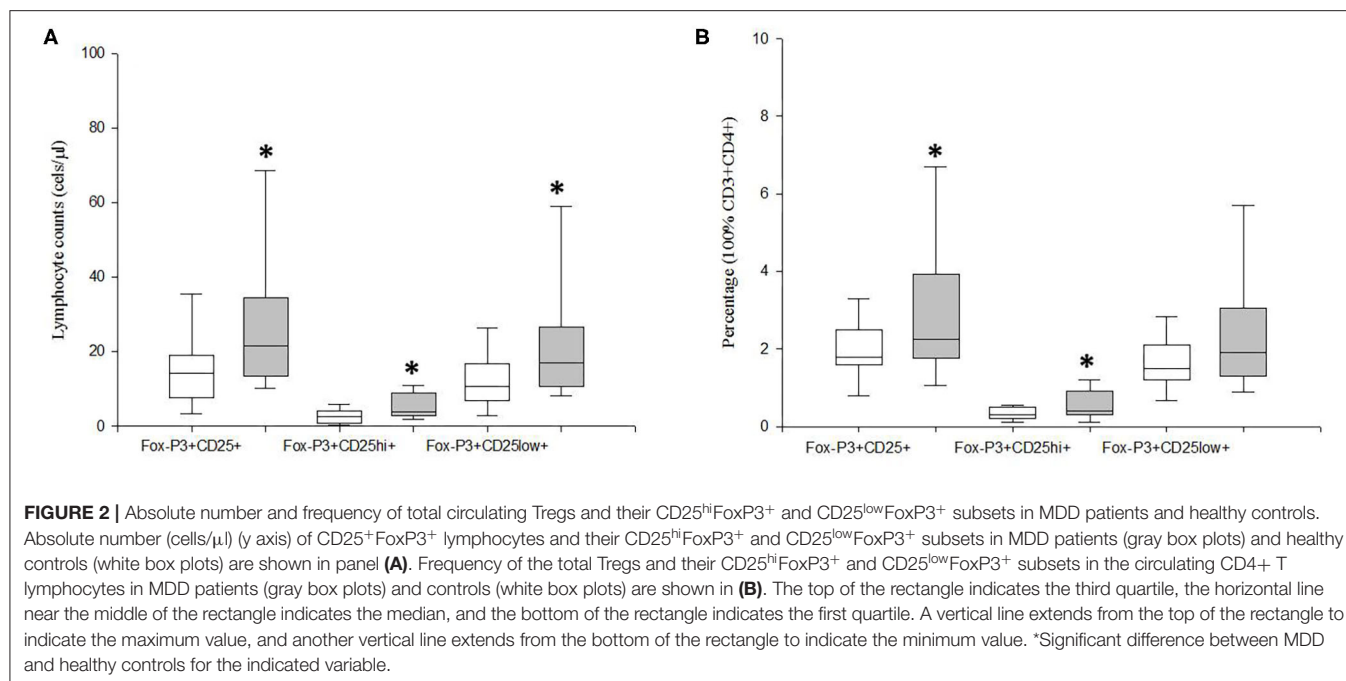 A
B
100
80
60
40
20
0
Lymphocyte counts (cels/µl)
*
*
*
Fox-P3+CD25+
Fox-P3+CD25hi+
Fox-P3+CD25low+
10
8
6
4
2
0
Percentage (100% CD3+CD4+)
*
*
Fox-P3+CD25+
Fox-P3+CD25hi+
Fox-P3+CD25low+
FIGURE 2 | Absolute number and frequency of total circulating Tregs and their CD25hiFoxP3+ and CD25lowFoxP3+ subsets in MDD patients and healthy controls.
Absolute number (cells/µl) (y axis) of CD25+FoxP3+ lymphocytes and their CD25hiFoxP3+ and CD25lowFoxP3+ subsets in MDD patients (gray box plots) and healthy
controls (white box plots) are shown in panel (A). Frequency of the total Tregs and their CD25hiFoxP3+ and CD25lowFoxP3+ subsets in the circulating CD4+ T
lymphocytes in MDD patients (gray box plots) and controls (white box plots) are shown in (B). The top of the rectangle indicates the third quartile, the horizontal line
near the middle of the rectangle indicates the median, and the bottom of the rectangle indicates the first quartile. A vertical line extends from the top of the rectangle to
indicate the maximum value, and another vertical line extends from the bottom of the rectangle to indicate the minimum value. *Significant difference between MDD
and healthy controls for the indicated variable.